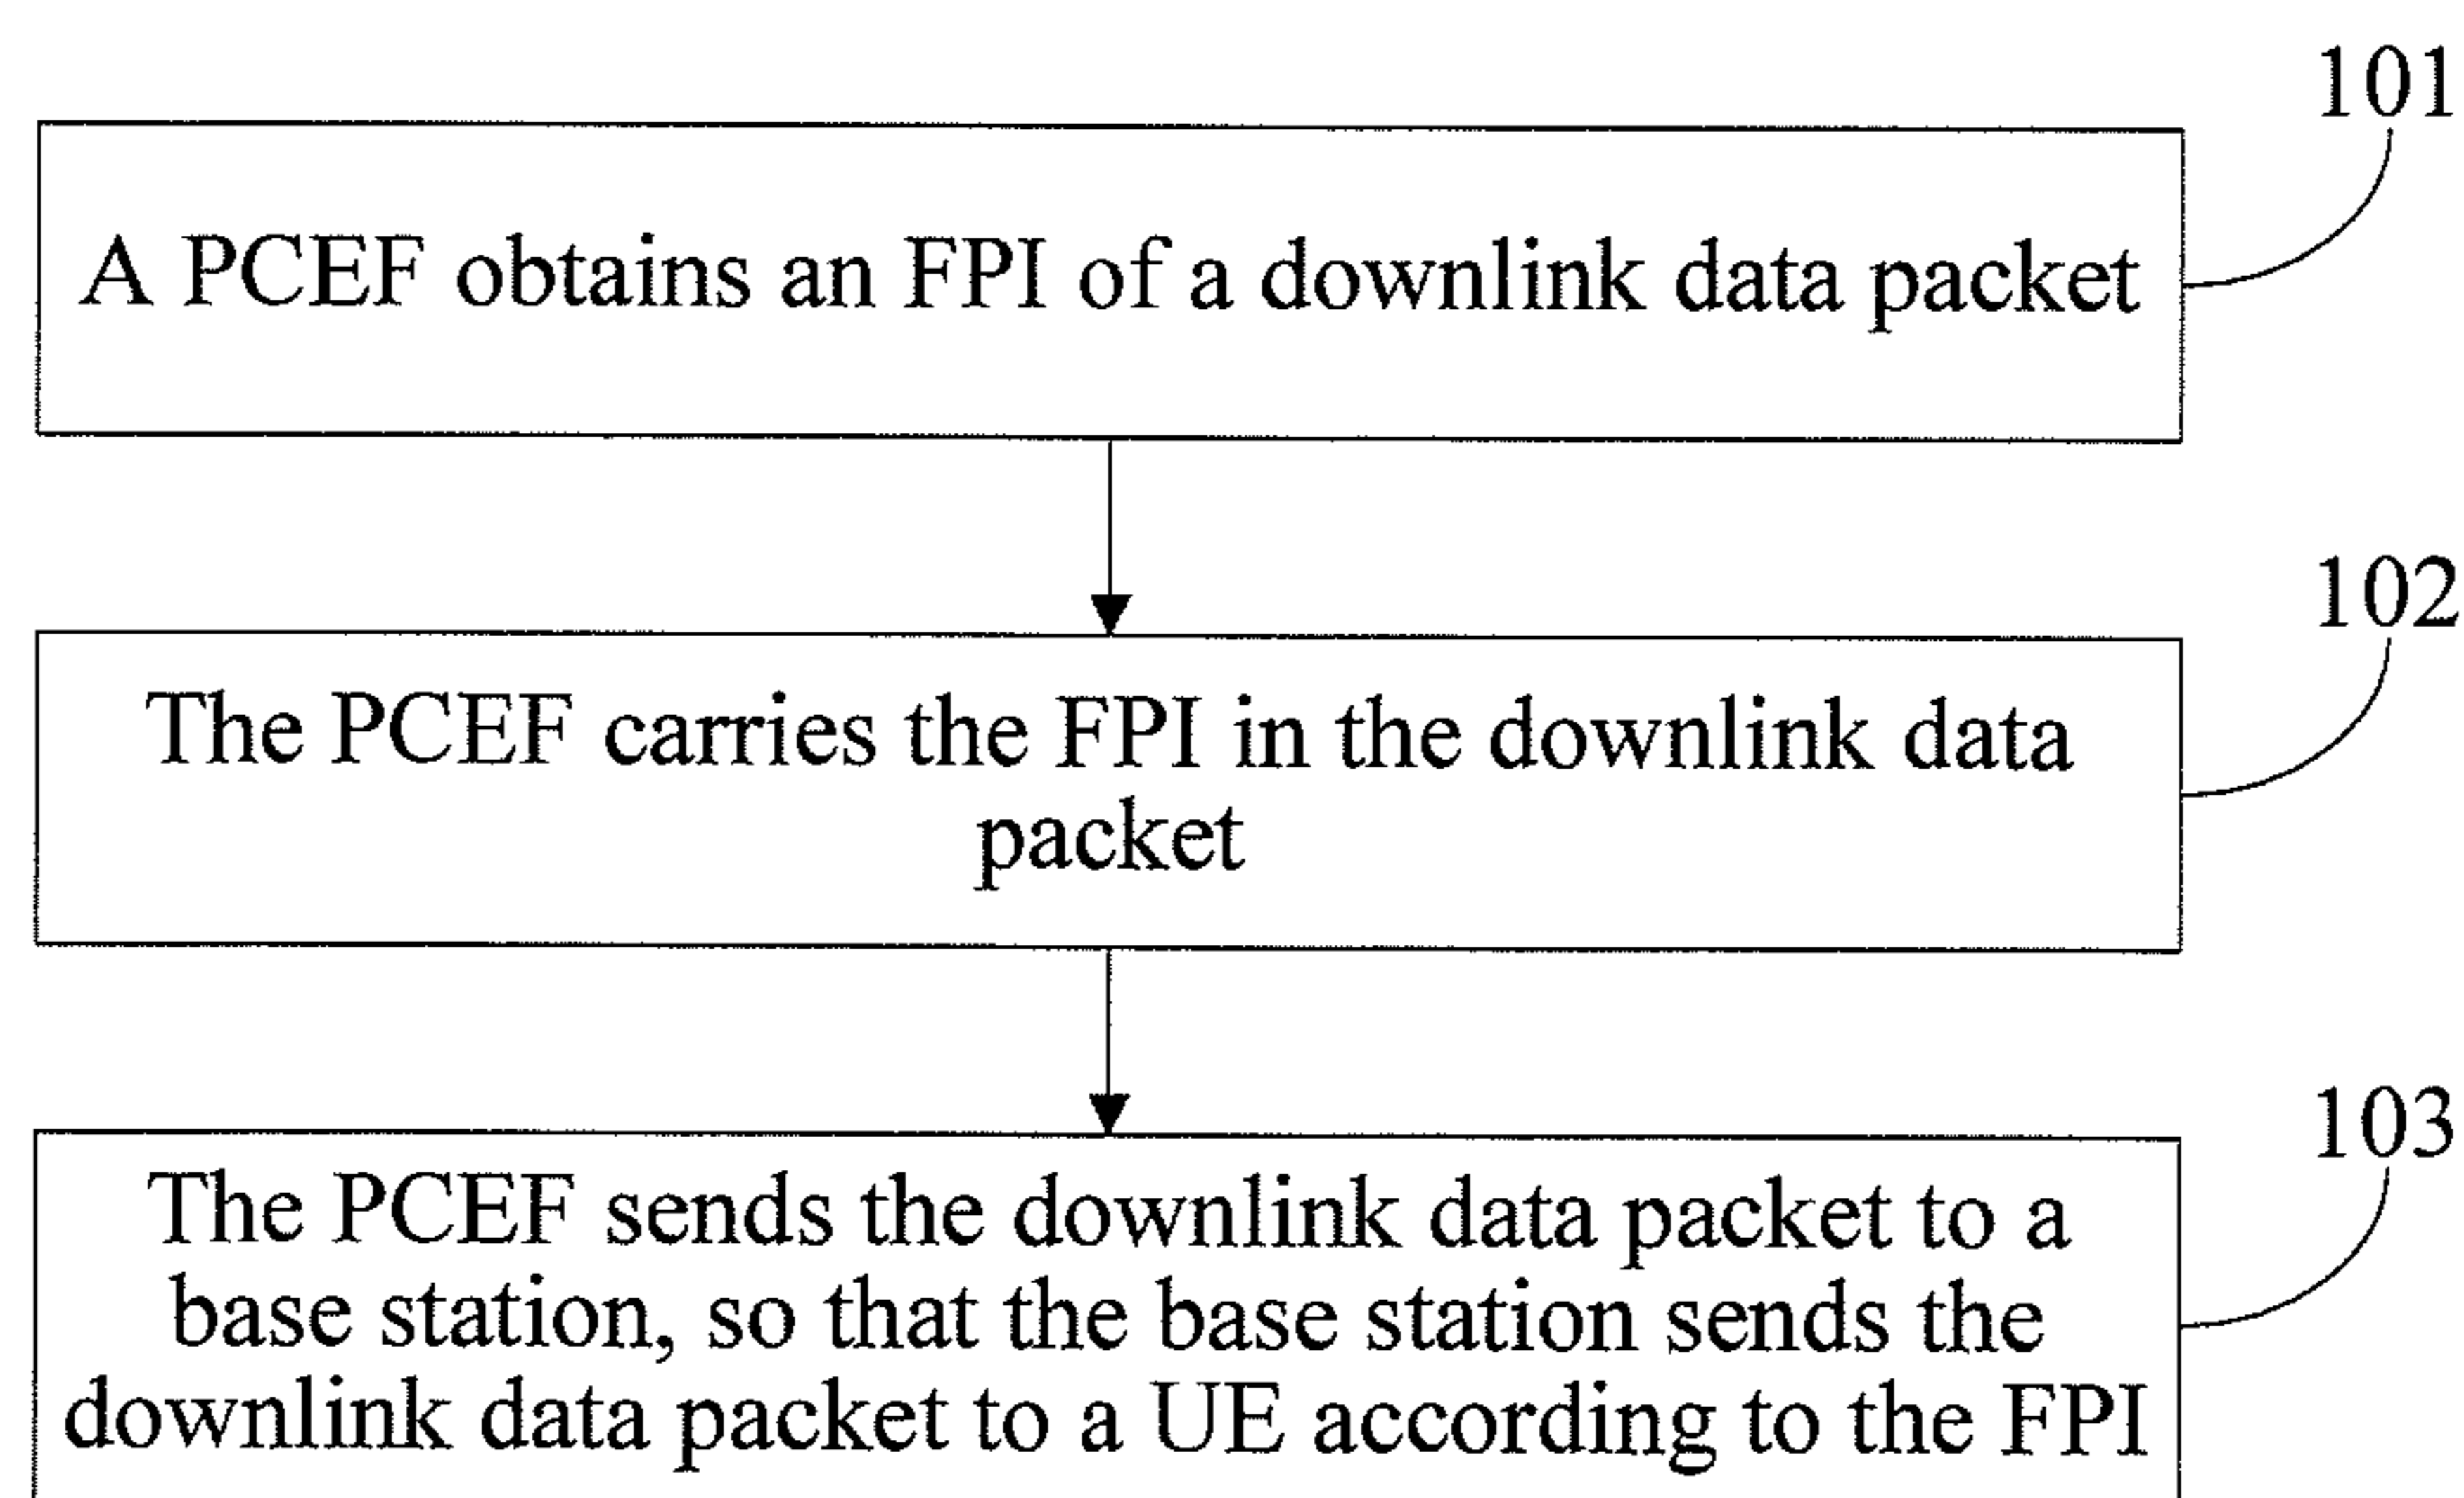 101
A PCEF obtains an FPI of a downlink data packet
102
The PCEF carries the FPI in the downlink data
packet
103
The PCEF sends the downlink data packet to a
base station, so that the base station sends the
downlink data packet to a UE according to the FPI